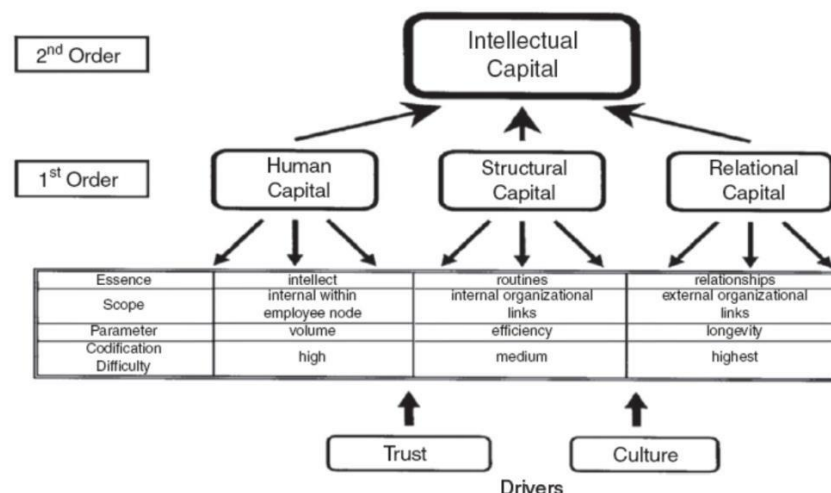 2nd Order
Intellectual
Capital
1st Order
Human
Capital
Structural
Capital
Relational
Capital
Essence intellect routines relationships
Scope internal within employee node internal organizational links external organizational links
Parameter volume efficiency longevity
Codification Difficulty high medium highest
Trust
Culture
Drivers